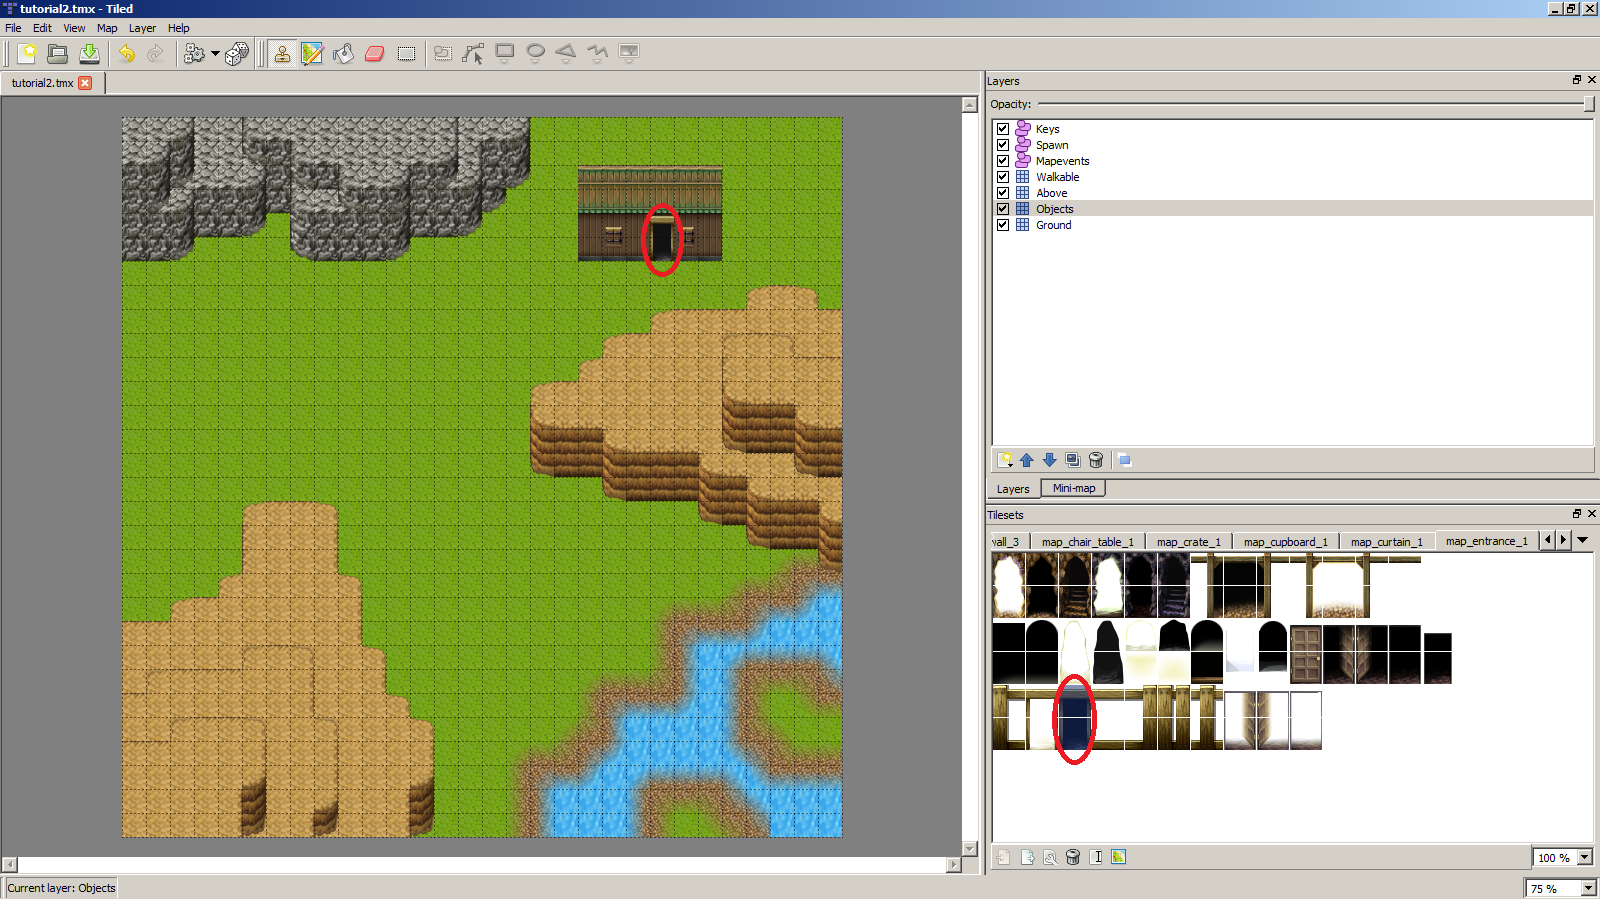 tutorial2.tmx - Tiled
File Edit View Map Layer Help
tutorial2.tmx
Layers
Opacity:
Keys
Spawn
Mapevents
Walkable
Above
Objects
Ground
Layers Mini-map
Tilesets
map_chair_table_1 map_crate_1 map_cupboard_1 map_curtain_1 map_entrance_1
100 %
Current layer: Objects
75 %